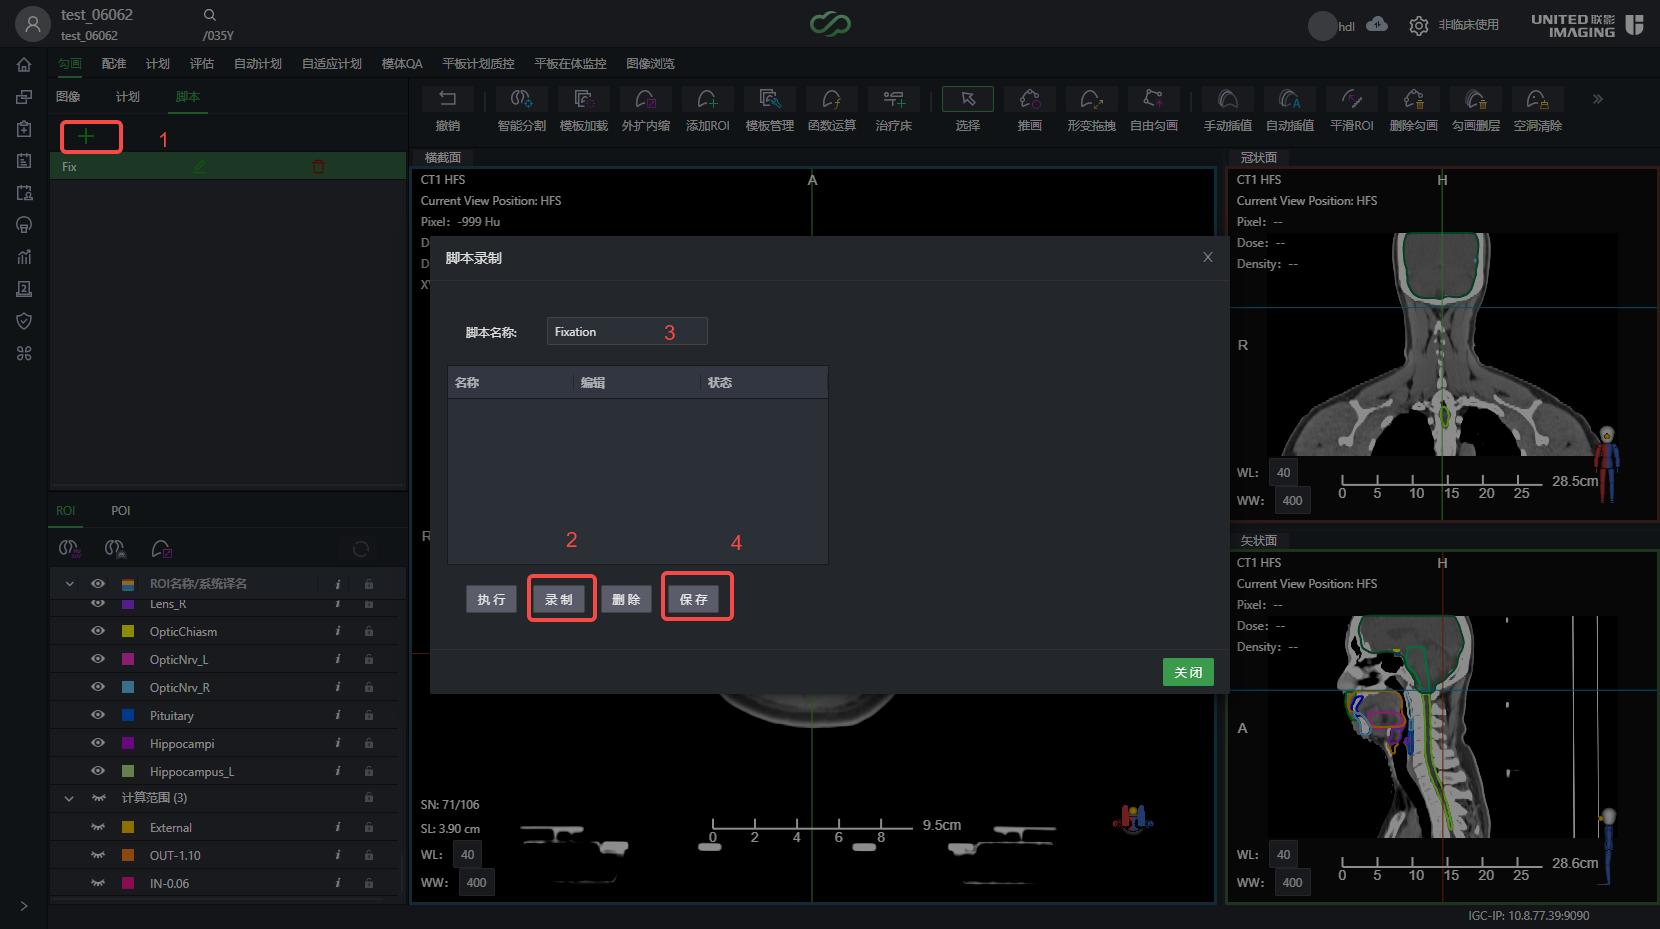 test_06062
test_06062
/035Y
hdl
非临床使用
UNITED 联影
IMAGING
勾画
配准
计划
评估
自动计划
自适应计划
模体QA
平板计划质控
平板在体监控
图像浏览
图像
计划
脚本
1
Fix
撤销
智能分割
模板加载
外扩内缩
添加ROI
模板管理
函数运算
治疗床
选择
推画
形变拖拽
自由勾画
手动插值
自动插值
平滑ROI
删除勾画
勾画删层
空洞清除
横截面
CT1 HFS
Current View Position: HFS
Pixel: -999 Hu
D
D
XY
A
R
脚本录制
脚本名称:
Fixation
3
名称
编辑
状态
2
4
执行
录制
删除
保存
关闭
SN: 71/106
SL: 3.90 cm
WL: 40
WW: 400
0 2 4 6 8
9.5cm
冠状面
CT1 HFS
Current View Position: HFS
Pixel: --
Dose: --
Density: --
H
R
WL: 40
WW: 400
0 5 10 15 20 25
28.5cm
矢状面
CT1 HFS
Current View Position: HFS
Pixel: --
Dose: --
Density: --
H
A
WL: 40
WW: 400
0 5 10 15 20 25
28.6cm
ROI
POI
ROI名称/系统译名
Lens_R
OpticChiasm
OpticNrv_L
OpticNrv_R
Pituitary
Hippocampi
Hippocampus_L
计算范围 (3)
External
OUT-1.10
IN-0.06
IGC-IP: 10.8.77.39:9090